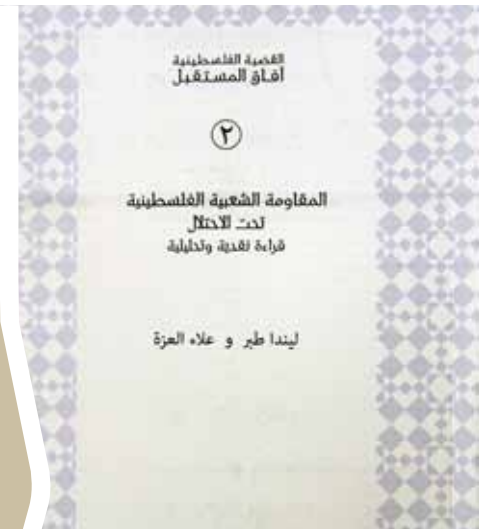 القضية الفلسطينية
آفاق المستقبل
٢
المقاومة الشعبية الفلسطينية
تحت الاحتلال
قراءة نقدية وتحليلية
ليندا طبر و علاء العزة